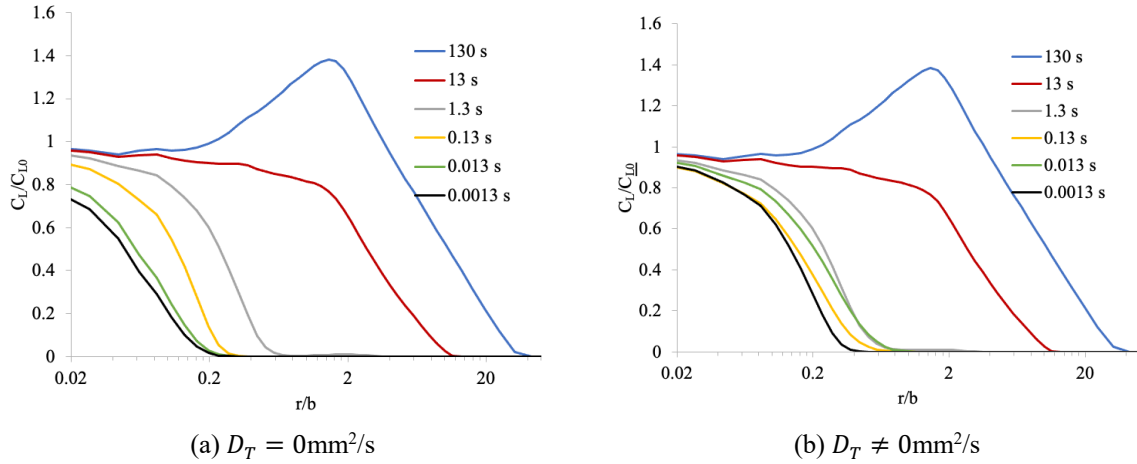 1.6
1.4
1.2
1
0.8
0.6
0.4
0.2
0
C_L/C_L0
0.02
0.2
2
20
r/b
130 s
13 s
1.3 s
0.13 s
0.013 s
0.0013 s
(a) D_T = 0mm²/s
1.6
1.4
1.2
1
0.8
0.6
0.4
0.2
0
C_L/C_L0
0.02
0.2
2
20
r/b
130 s
13 s
1.3 s
0.13 s
0.013 s
0.0013 s
(b) D_T ≠ 0mm²/s